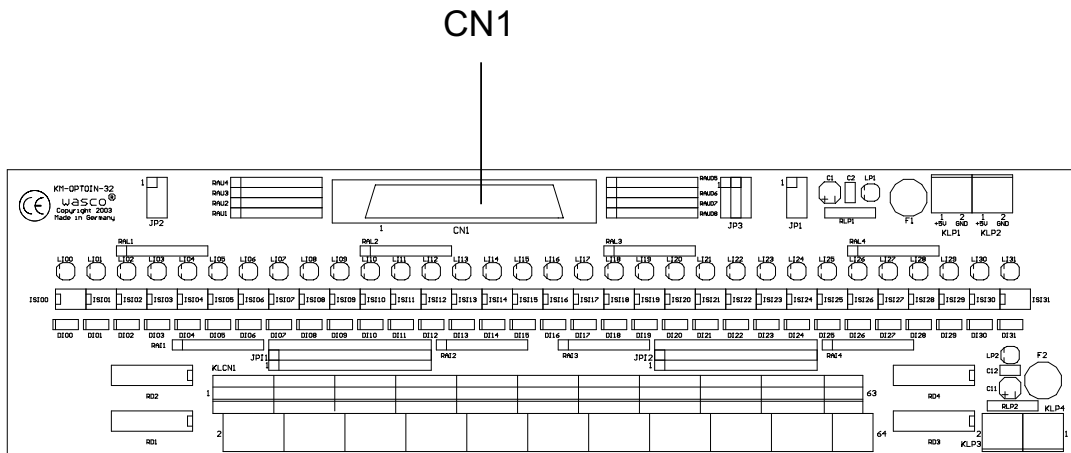 CN1
KM-OPTOIN-32
wasco®
Copyright 2003
Made in Germany
CE
1
JP2
RAU4
RAU3
RAU2
RAU1
1
CN1
RAU5
RAU6
RAU7
RAU8
1
JP3
1
JP1
C1 C2 LP1
RLP1
F1
1 2 1 2
+5V GND +5V GND
KLP1 KLP2
RAL1 RAL2 RAL3 RAL4
LI00 LI01 LI02 LI03 LI04 LI05 LI06 LI07 LI08 LI09 LI10 LI11 LI12 LI13 LI14 LI15 LI16 LI17 LI18 LI19 LI20 LI21 LI22 LI23 LI24 LI25 LI26 LI27 LI28 LI29 LI30 LI31
ISI00 ISI01 ISI02 ISI03 ISI04 ISI05 ISI06 ISI07 ISI08 ISI09 ISI10 ISI11 ISI12 ISI13 ISI14 ISI15 ISI16 ISI17 ISI18 ISI19 ISI20 ISI21 ISI22 ISI23 ISI24 ISI25 ISI26 ISI27 ISI28 ISI29 ISI30 ISI31
DI00 DI01 DI02 DI03 DI04 DI05 DI06 DI07 DI08 DI09 DI10 DI11 DI12 DI13 DI14 DI15 DI16 DI17 DI18 DI19 DI20 DI21 DI22 DI23 DI24 DI25 DI26 DI27 DI28 DI29 DI30 DI31
RAI1 JPI1 RAI2 RAI3 JPI2 RAI4
1 1
LP2 F2
C12
C11
RLP2 KLP4
KLCN1
1 63
2 64
RD2 RD4
RD1 RD3
KLP3 2 1